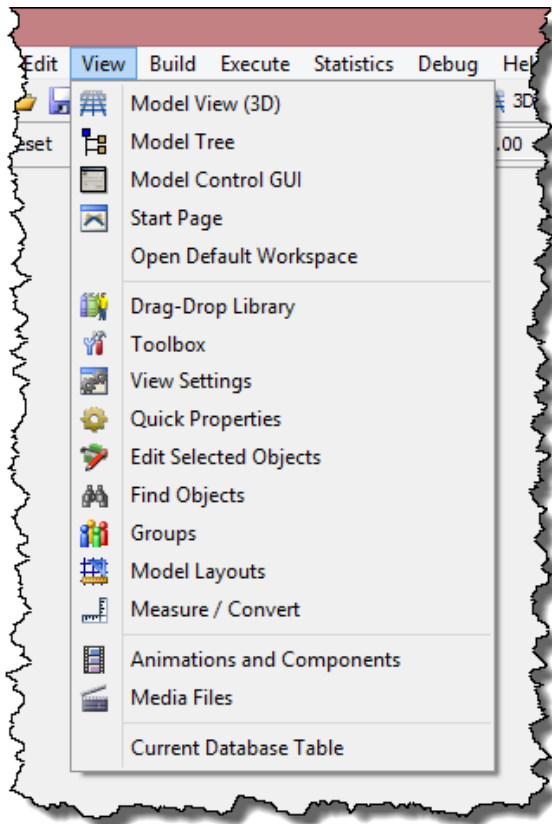 Edit View Build Execute Statistics Debug Hel
3D
eset .00
Model View (3D)
Model Tree
Model Control GUI
Start Page
Open Default Workspace
Drag-Drop Library
Toolbox
View Settings
Quick Properties
Edit Selected Objects
Find Objects
Groups
Model Layouts
Measure / Convert
Animations and Components
Media Files
Current Database Table